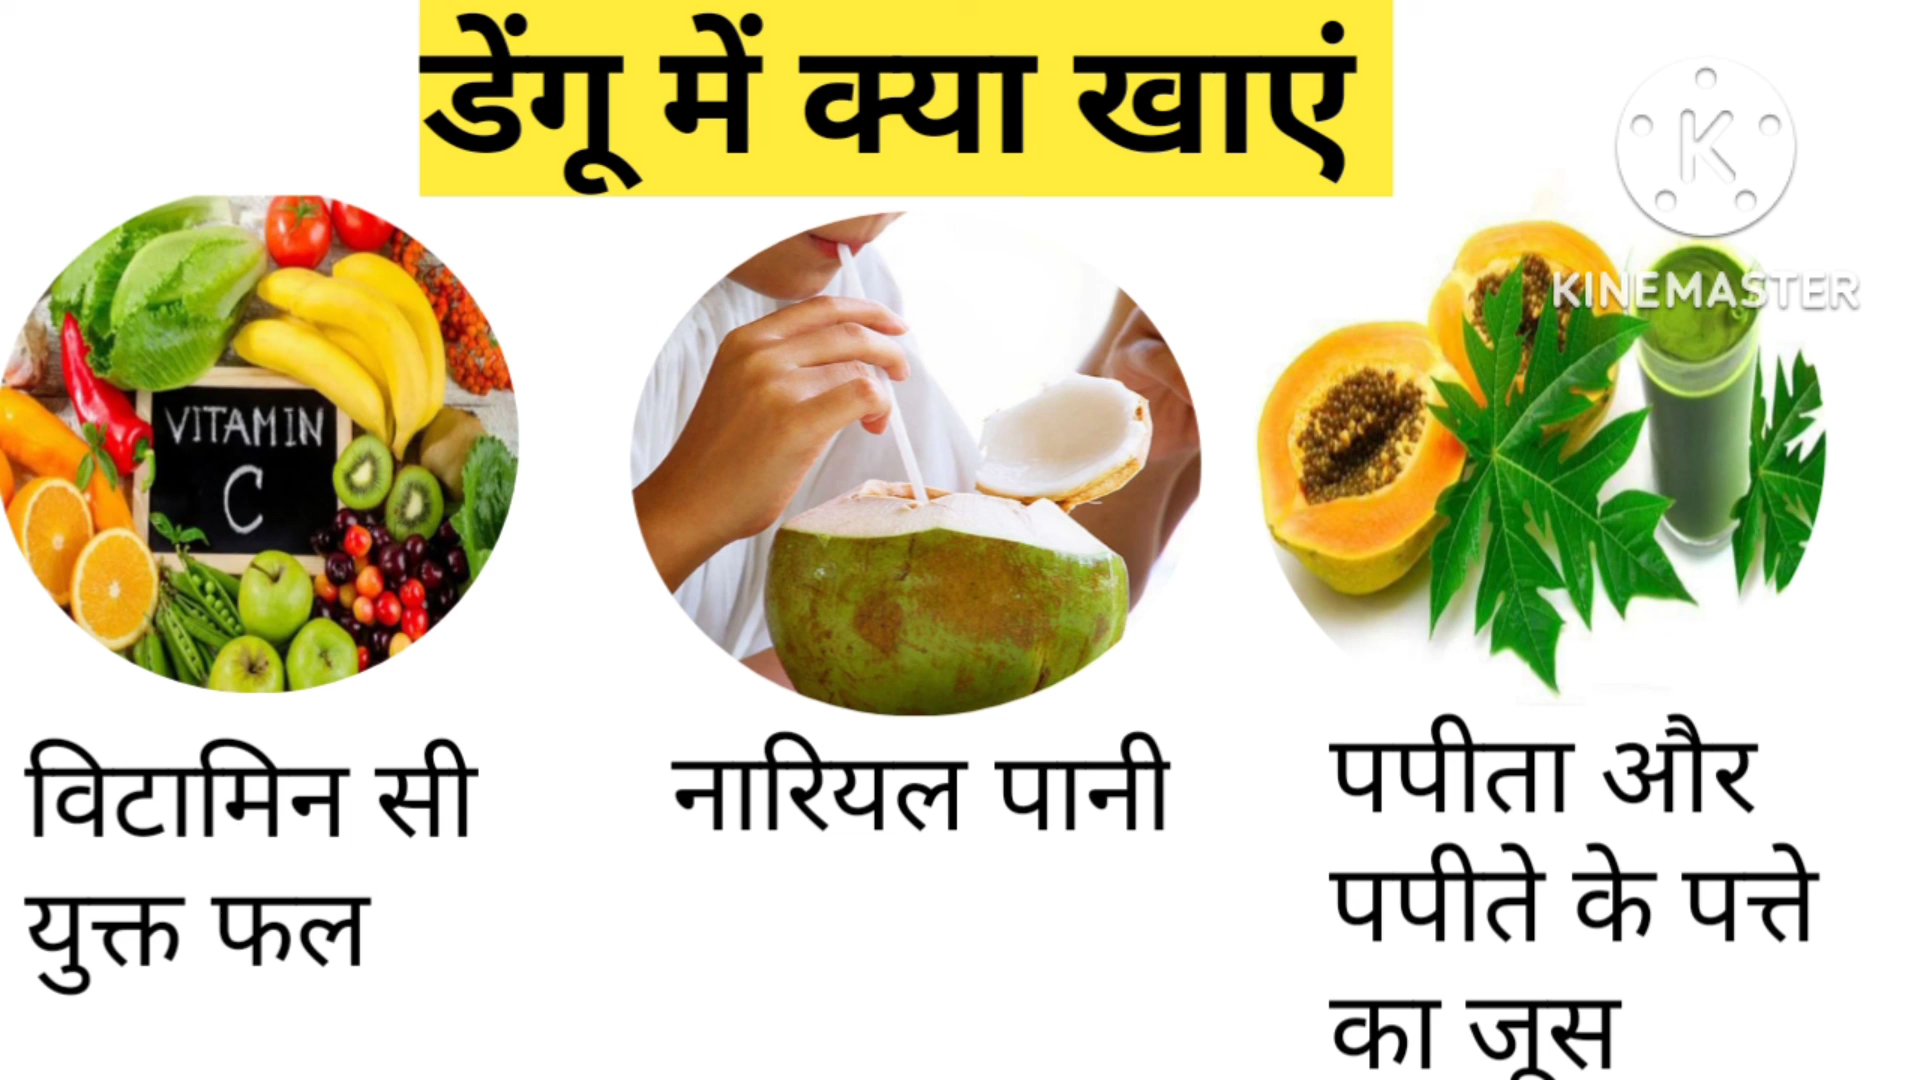 डेंगू में क्या खाएं
K
KINEMASTER
VITAMIN
C
विटामिन सी
युक्त फल
नारियल पानी
पपीता और
पपीते के पत्ते
का जूस